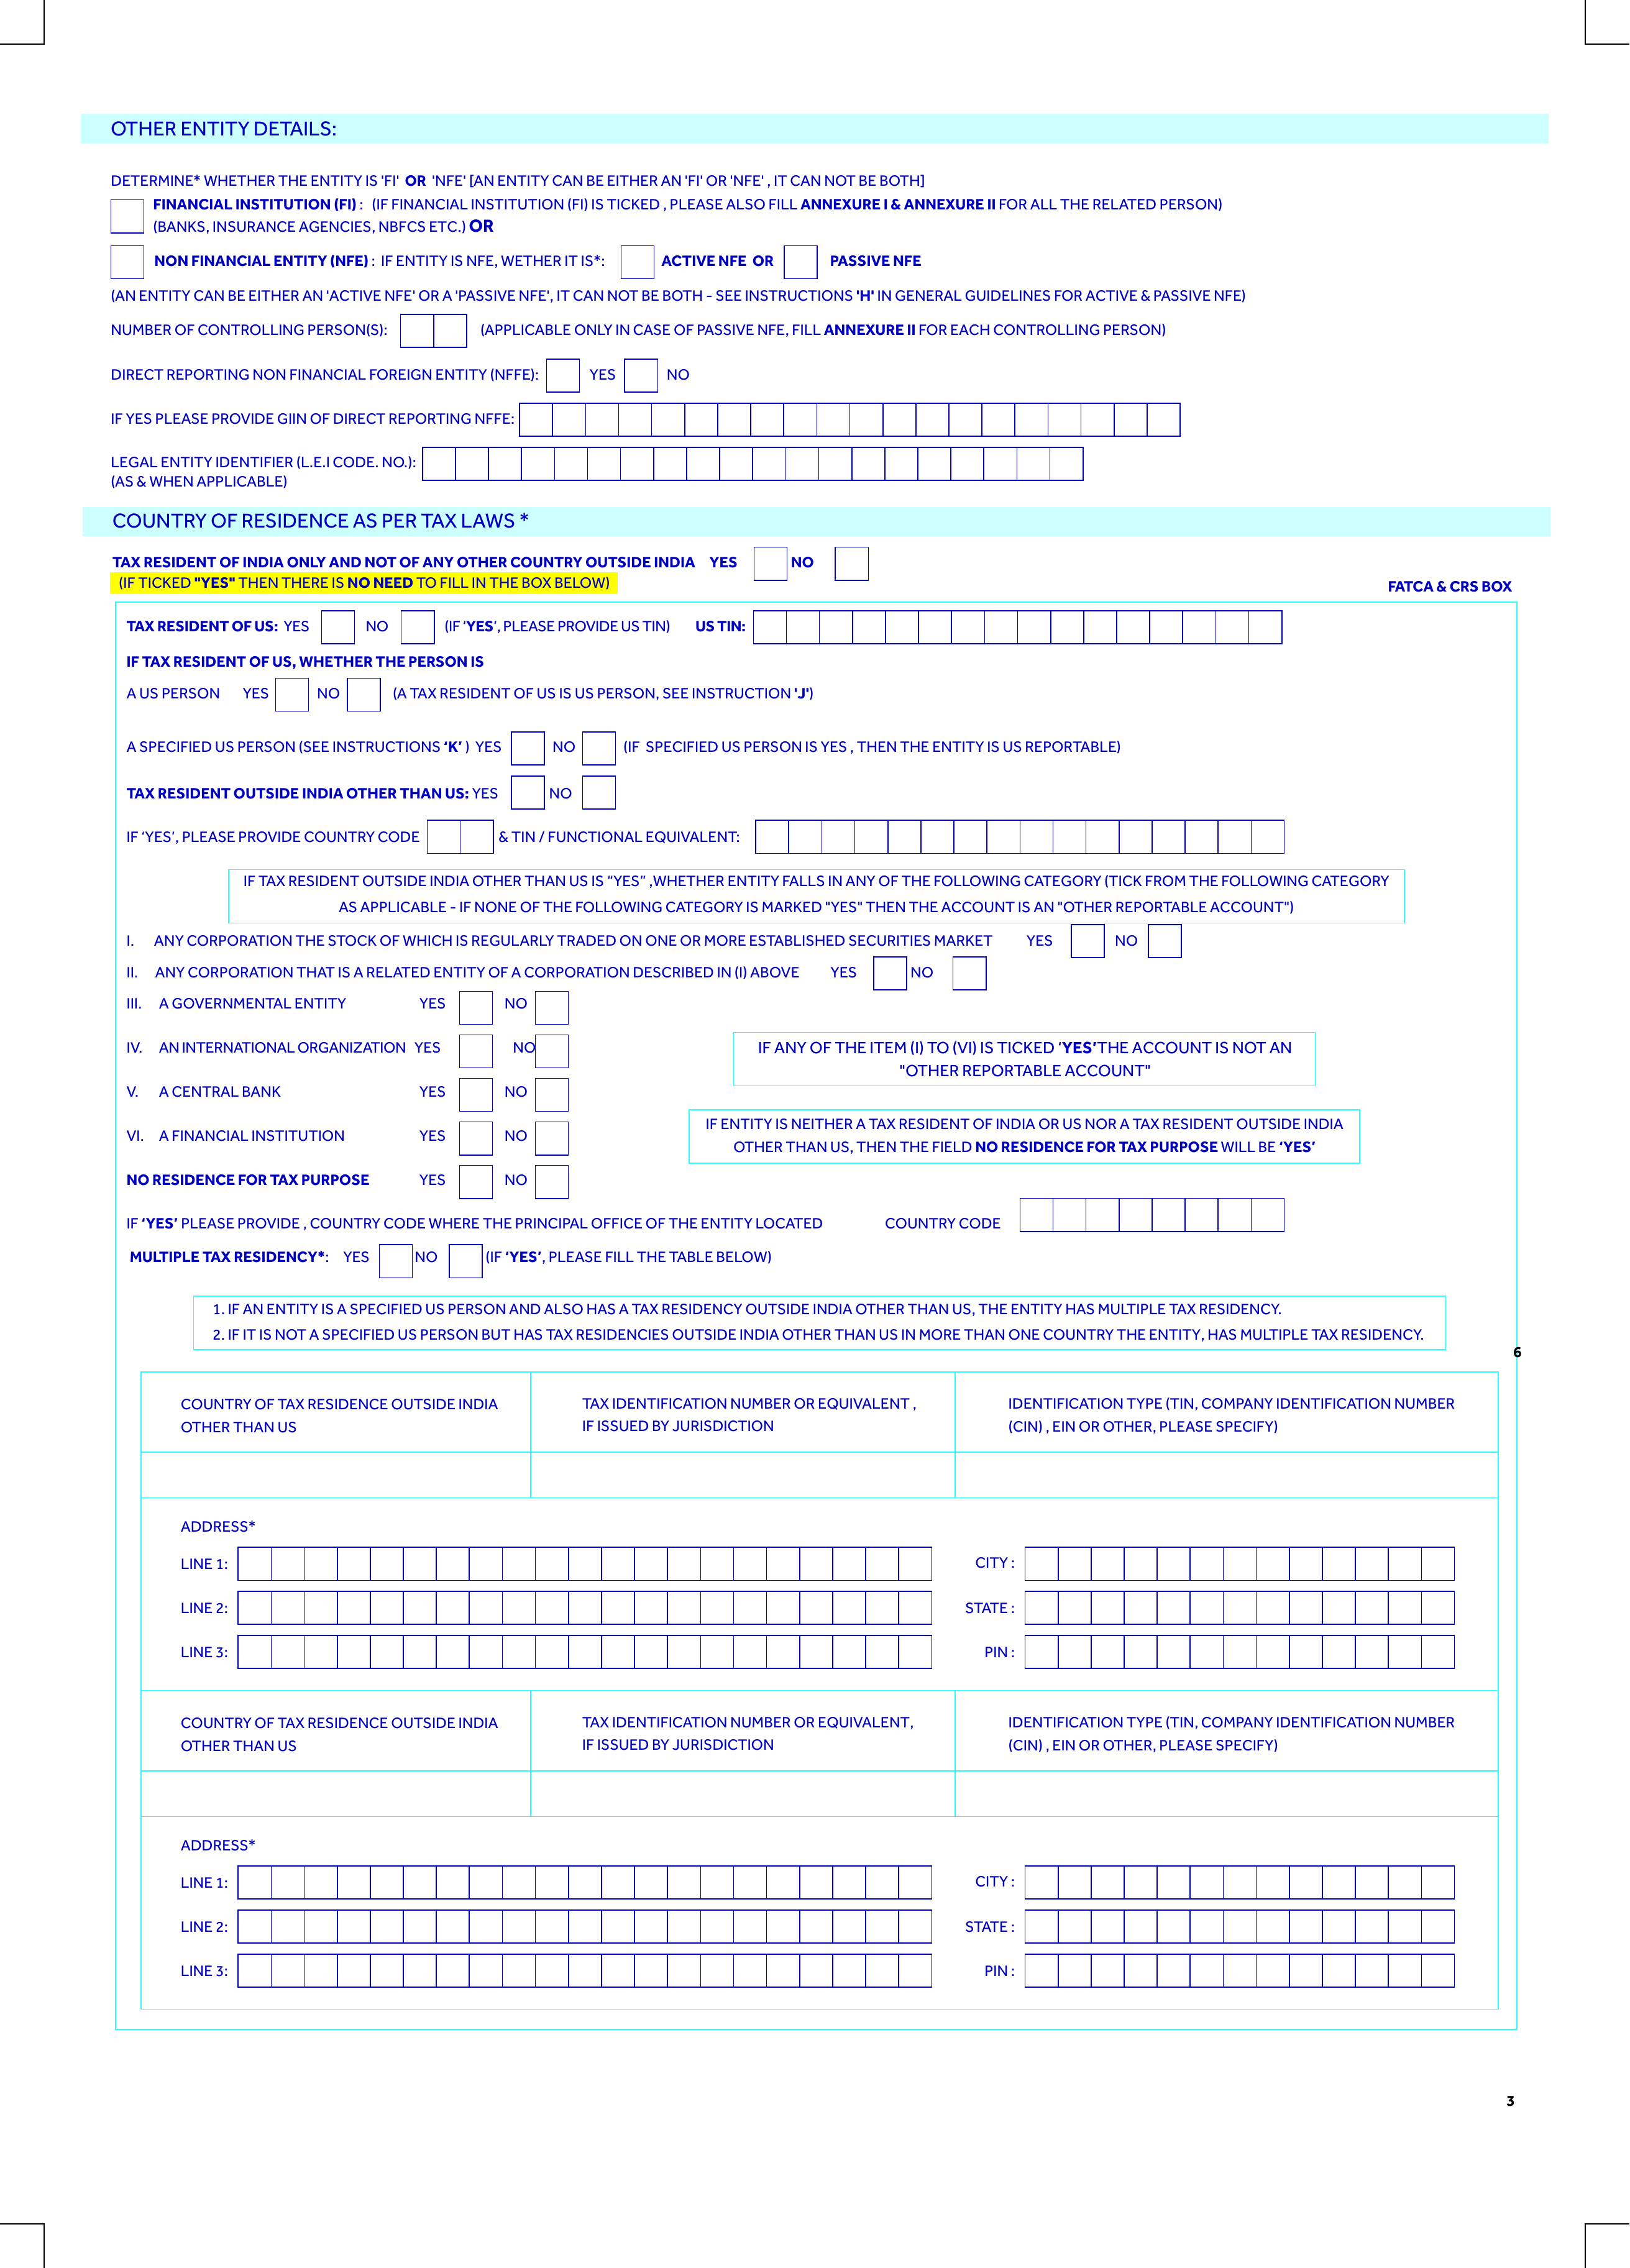 OTHER ENTITY DETAILS:
DETERMINE* WHETHER THE ENTITY IS 'FI' OR 'NFE' [AN ENTITY CAN BE EITHER AN 'FI' OR 'NFE' , IT CAN NOT BE BOTH]
FINANCIAL INSTITUTION (FI) : (IF FINANCIAL INSTITUTION (FI) IS TICKED , PLEASE ALSO FILL ANNEXURE I & ANNEXURE II FOR ALL THE RELATED PERSON)
(BANKS, INSURANCE AGENCIES, NBFCS ETC.) OR
NON FINANCIAL ENTITY (NFE) : IF ENTITY IS NFE, WETHER IT IS*: ACTIVE NFE OR PASSIVE NFE
(AN ENTITY CAN BE EITHER AN 'ACTIVE NFE' OR A 'PASSIVE NFE', IT CAN NOT BE BOTH - SEE INSTRUCTIONS 'H' IN GENERAL GUIDELINES FOR ACTIVE & PASSIVE NFE)
NUMBER OF CONTROLLING PERSON(S): (APPLICABLE ONLY IN CASE OF PASSIVE NFE, FILL ANNEXURE II FOR EACH CONTROLLING PERSON)
DIRECT REPORTING NON FINANCIAL FOREIGN ENTITY (NFFE): YES NO
IF YES PLEASE PROVIDE GIIN OF DIRECT REPORTING NFFE:
LEGAL ENTITY IDENTIFIER (L.E.I CODE. NO.):
(AS & WHEN APPLICABLE)
COUNTRY OF RESIDENCE AS PER TAX LAWS *
TAX RESIDENT OF INDIA ONLY AND NOT OF ANY OTHER COUNTRY OUTSIDE INDIA YES NO
(IF TICKED "YES" THEN THERE IS NO NEED TO FILL IN THE BOX BELOW)
FATCA & CRS BOX
TAX RESIDENT OF US: YES NO (IF ‘YES’, PLEASE PROVIDE US TIN) US TIN:
IF TAX RESIDENT OF US, WHETHER THE PERSON IS
A US PERSON YES NO (A TAX RESIDENT OF US IS US PERSON, SEE INSTRUCTION 'J')
A SPECIFIED US PERSON (SEE INSTRUCTIONS ‘K’ ) YES NO (IF SPECIFIED US PERSON IS YES , THEN THE ENTITY IS US REPORTABLE)
TAX RESIDENT OUTSIDE INDIA OTHER THAN US: YES NO
IF ‘YES’, PLEASE PROVIDE COUNTRY CODE & TIN / FUNCTIONAL EQUIVALENT:
IF TAX RESIDENT OUTSIDE INDIA OTHER THAN US IS “YES” ,WHETHER ENTITY FALLS IN ANY OF THE FOLLOWING CATEGORY (TICK FROM THE FOLLOWING CATEGORY
AS APPLICABLE - IF NONE OF THE FOLLOWING CATEGORY IS MARKED "YES" THEN THE ACCOUNT IS AN "OTHER REPORTABLE ACCOUNT")
I. ANY CORPORATION THE STOCK OF WHICH IS REGULARLY TRADED ON ONE OR MORE ESTABLISHED SECURITIES MARKET YES NO
II. ANY CORPORATION THAT IS A RELATED ENTITY OF A CORPORATION DESCRIBED IN (I) ABOVE YES NO
III. A GOVERNMENTAL ENTITY YES NO
IV. AN INTERNATIONAL ORGANIZATION YES NO
IF ANY OF THE ITEM (I) TO (VI) IS TICKED ‘YES’THE ACCOUNT IS NOT AN
"OTHER REPORTABLE ACCOUNT"
V. A CENTRAL BANK YES NO
IF ENTITY IS NEITHER A TAX RESIDENT OF INDIA OR US NOR A TAX RESIDENT OUTSIDE INDIA
OTHER THAN US, THEN THE FIELD NO RESIDENCE FOR TAX PURPOSE WILL BE ‘YES’
VI. A FINANCIAL INSTITUTION YES NO
NO RESIDENCE FOR TAX PURPOSE YES NO
IF ‘YES’ PLEASE PROVIDE , COUNTRY CODE WHERE THE PRINCIPAL OFFICE OF THE ENTITY LOCATED COUNTRY CODE
MULTIPLE TAX RESIDENCY*: YES NO (IF ‘YES’, PLEASE FILL THE TABLE BELOW)
1. IF AN ENTITY IS A SPECIFIED US PERSON AND ALSO HAS A TAX RESIDENCY OUTSIDE INDIA OTHER THAN US, THE ENTITY HAS MULTIPLE TAX RESIDENCY.
2. IF IT IS NOT A SPECIFIED US PERSON BUT HAS TAX RESIDENCIES OUTSIDE INDIA OTHER THAN US IN MORE THAN ONE COUNTRY THE ENTITY, HAS MULTIPLE TAX RESIDENCY.
6
COUNTRY OF TAX RESIDENCE OUTSIDE INDIA
OTHER THAN US
TAX IDENTIFICATION NUMBER OR EQUIVALENT ,
IF ISSUED BY JURISDICTION
IDENTIFICATION TYPE (TIN, COMPANY IDENTIFICATION NUMBER
(CIN) , EIN OR OTHER, PLEASE SPECIFY)
ADDRESS*
LINE 1: CITY :
LINE 2: STATE :
LINE 3: PIN :
COUNTRY OF TAX RESIDENCE OUTSIDE INDIA
OTHER THAN US
TAX IDENTIFICATION NUMBER OR EQUIVALENT,
IF ISSUED BY JURISDICTION
IDENTIFICATION TYPE (TIN, COMPANY IDENTIFICATION NUMBER
(CIN) , EIN OR OTHER, PLEASE SPECIFY)
ADDRESS*
LINE 1: CITY :
LINE 2: STATE :
LINE 3: PIN :
3